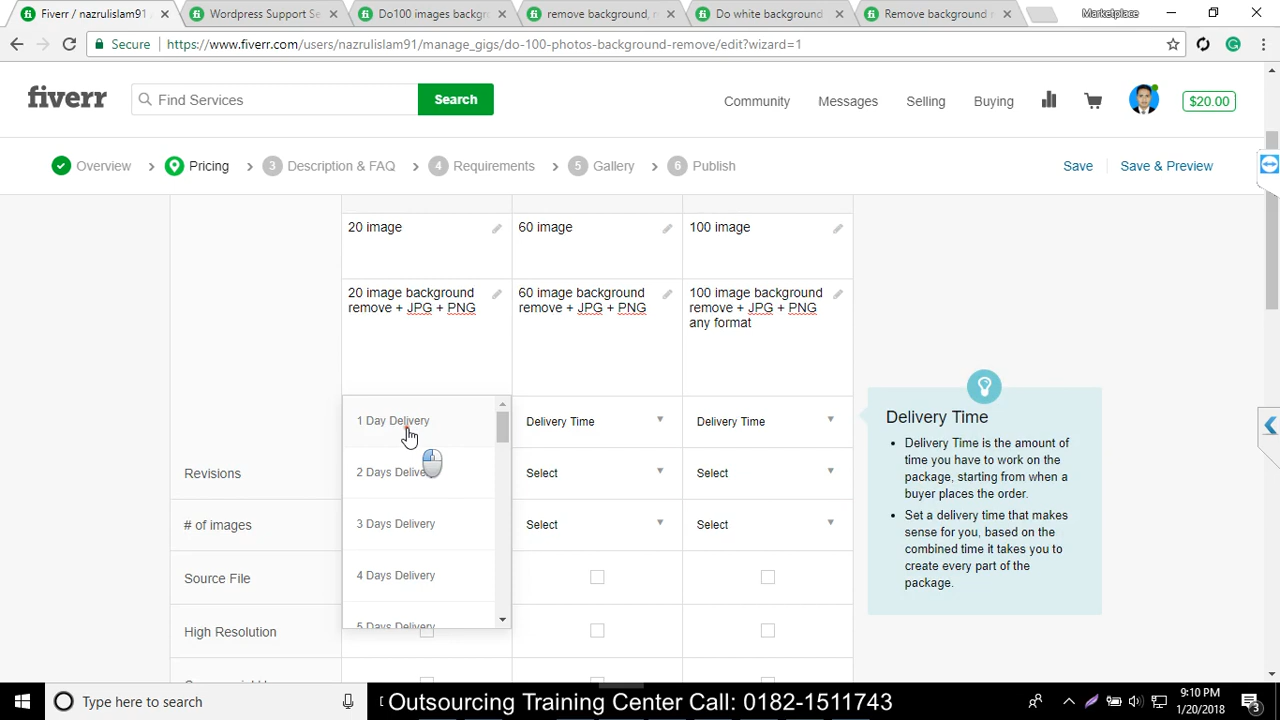 Fiverr / nazrulislam91
Wordpress Support Se
Do100 images backgr
remove background, r
Do white background
Remove background
Marketplace
Secure
https://www.fiverr.com/users/nazrulislam91/manage_gigs/do-100-photos-background-remove/edit?wizard=1
fiverr
Find Services
Search
Community
Messages
Selling
Buying
$20.00
Overview
Pricing
3 Description & FAQ
4 Requirements
5 Gallery
6 Publish
Save
Save & Preview
20 image
60 image
100 image
20 image background
remove + JPG + PNG
60 image background
remove + JPG + PNG
100 image background
remove + JPG + PNG
any format
1 Day Delivery
2 Days Delivery
3 Days Delivery
4 Days Delivery
5 Days Delivery
Delivery Time
Delivery Time
Revisions
Select
Select
# of images
Select
Select
Source File
High Resolution
Delivery Time
Delivery Time is the amount of
time you have to work on the
package, starting from when a
buyer places the order.
Set a delivery time that makes
sense for you, based on the
combined time it takes you to
create every part of the
package.
Type here to search
Outsourcing Training Center Call: 0182-1511743
9:10 PM
1/20/2018
3